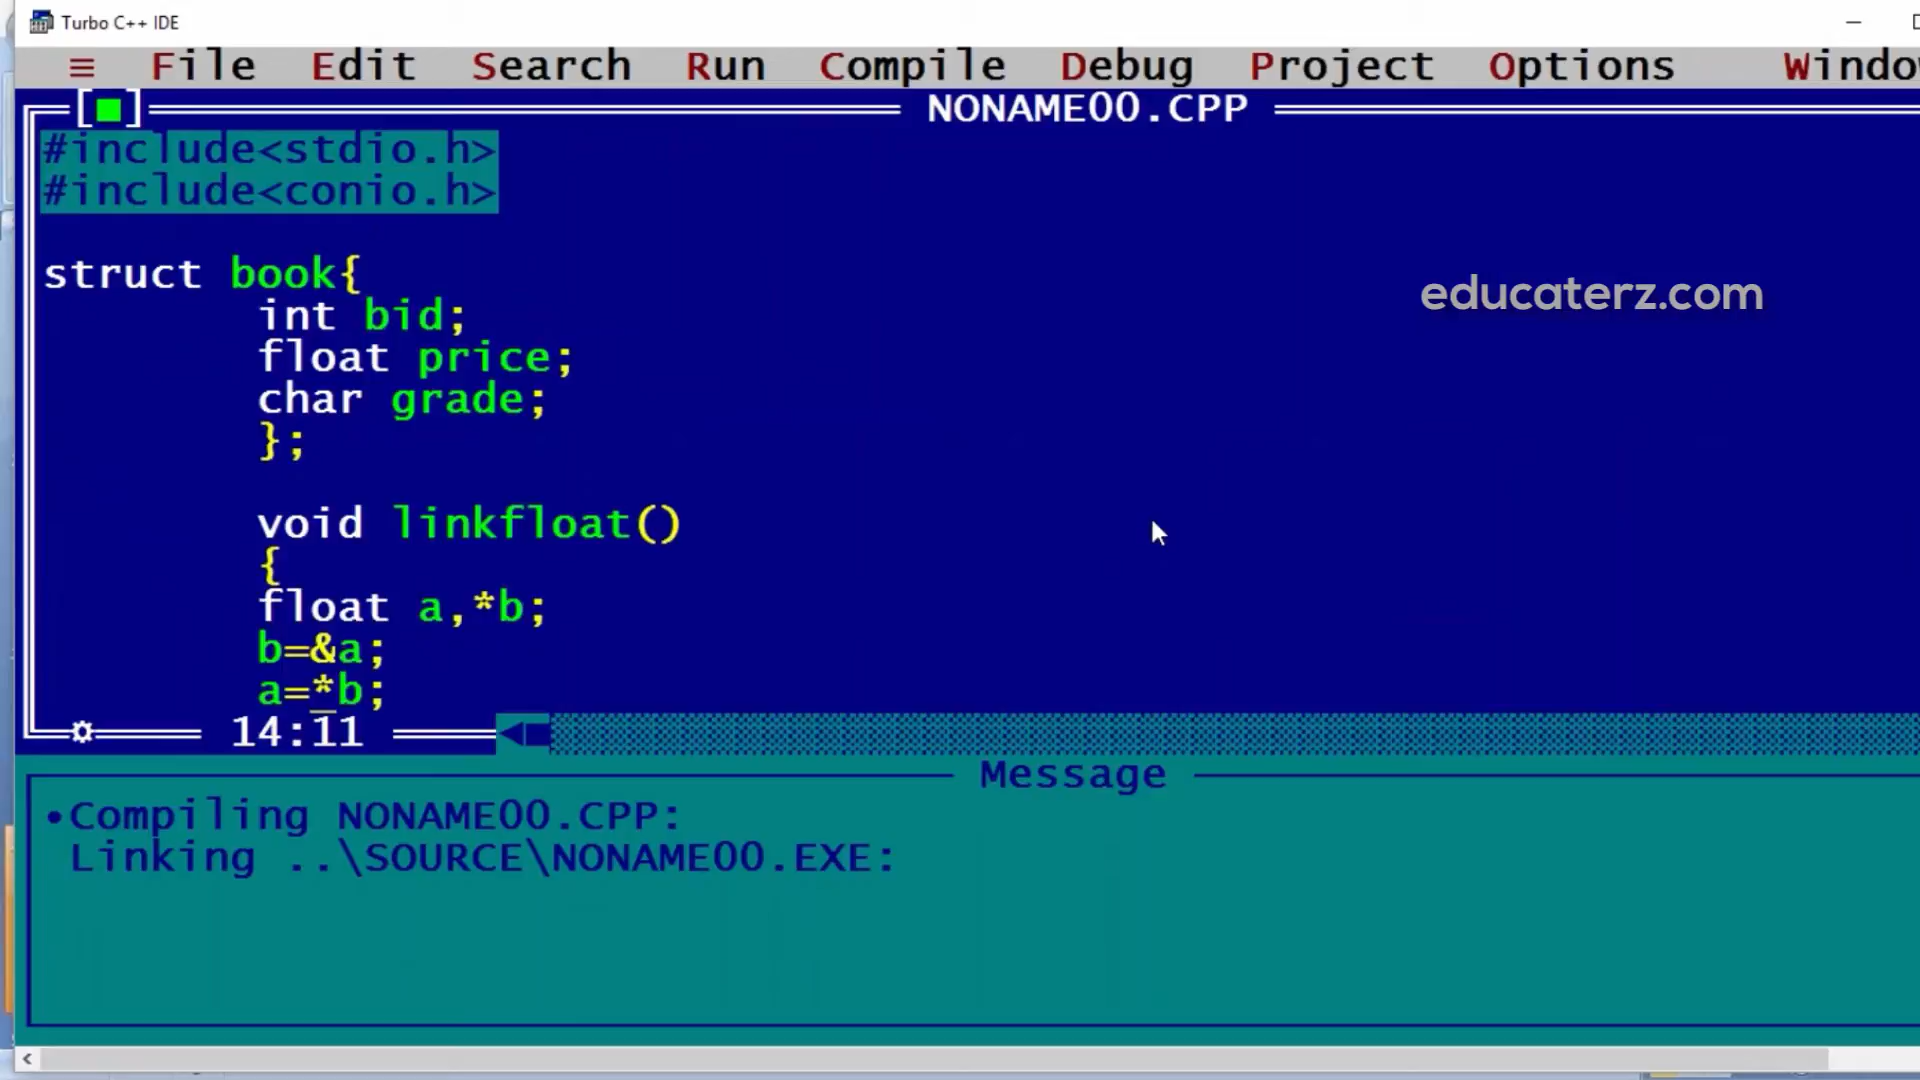 Turbo C++ IDE
≡ File Edit Search Run Compile Debug Project Options Windo
[■] NONAME00.CPP
#include<stdio.h>
#include<conio.h>
struct book{
int bid;
educaterz.com
float price;
char grade;
};
void linkfloat()
{
float a,*b;
b=&a;
a=*b;
14:11
Message
•Compiling NONAME00.CPP:
Linking ..\SOURCE\NONAME00.EXE: